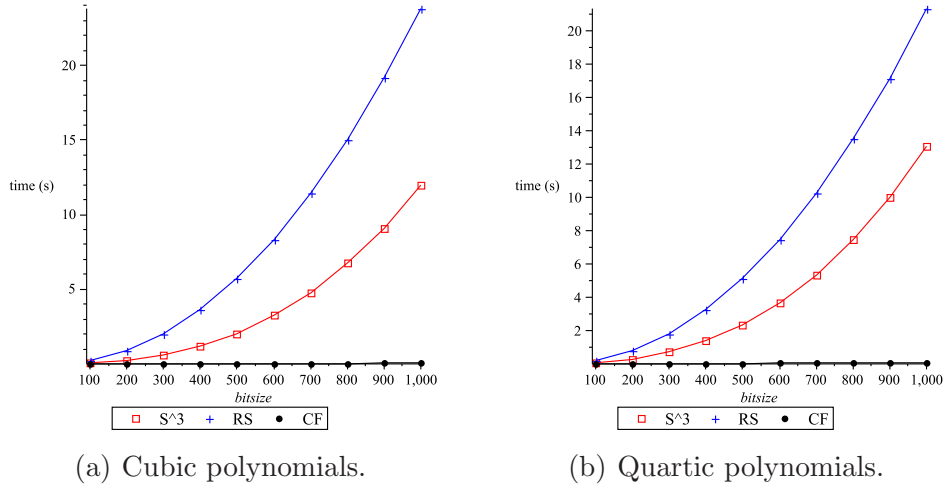 20
15
time (s)
10
5
100 200 300 400 500 600 700 800 900 1,000
bitsize
S^3 RS CF
(a) Cubic polynomials.
20
18
16
14
12
time (s)
10
8
6
4
2
100 200 300 400 500 600 700 800 900 1,000
bitsize
S^3 RS CF
(b) Quartic polynomials.